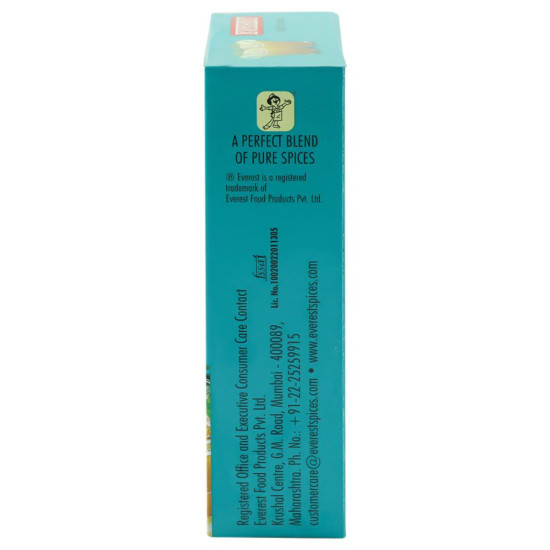 A PERFECT BLEND
OF PURE SPICES
® Everest is a registered
trademark of
Everest Food Products Pvt. Ltd.
fssai
Lic. No.10020022011305
Registered Office and Executive Consumer Care Contact
Everest Food Products Pvt. Ltd.
Krushal Centre, G.M. Road, Mumbai - 400089,
Maharashtra. Ph. No.: +91-22-25259915
customercare@everestspices.com • www.everestspices.com